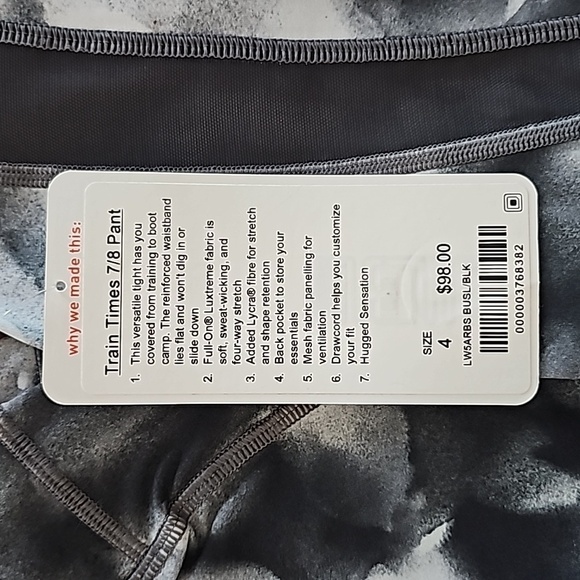 why we made this:
Train Times 7/8 Pant
1. This versatile tight has you
covered from training to boot
camp. The reinforced waistband
lies flat and won't dig in or
slide down
2. Full-On® Luxtreme fabric is
soft, sweat-wicking, and
four-way stretch
3. Added Lycra® fibre for stretch
and shape retention
4. Back pocket to store your
essentials
5. Mesh fabric panelling for
ventilation
6. Drawcord helps you customize
your fit
7. Hugged Sensation
SIZE
4
$98.00
LW5ARBS BUSL/BLK
000003768382